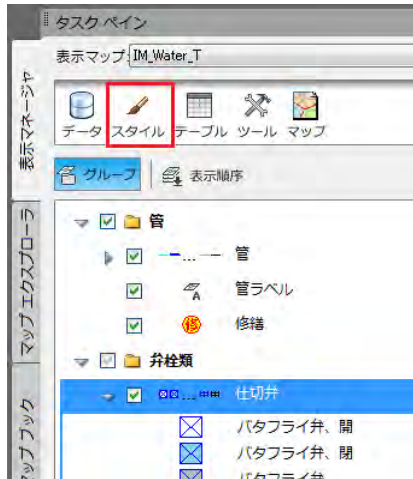 タスク ペイン
表示マップ: IM_Water_T
データ スタイル テーブル ツール マップ
グループ 表示順序
管
管
A 管ラベル
修 修繕
弁栓類
仕切弁
バタフライ弁、開
バタフライ弁、閉
バタフライ弁
表示マネージャ
マップ エクスプローラ
マップ ブック